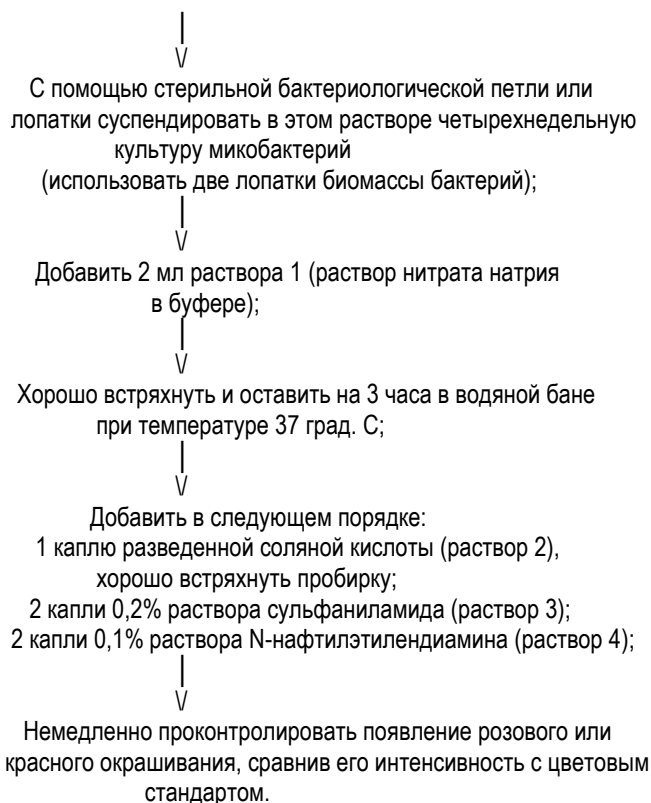 |
\/
С помощью стерильной бактериологической петли или
лопатки суспендировать в этом растворе четырехнедельную
культуру микобактерий
(использовать две лопатки биомассы бактерий);
|
\/
Добавить 2 мл раствора 1 (раствор нитрата натрия
в буфере);
|
\/
Хорошо встряхнуть и оставить на 3 часа в водяной бане
при температуре 37 град. С;
|
\/
Добавить в следующем порядке:
1 каплю разведенной соляной кислоты (раствор 2),
хорошо встряхнуть пробирку;
2 капли 0,2% раствора сульфаниламида (раствор 3);
2 капли 0,1% раствора N-нафтилэтилендиамина (раствор 4);
|
\/
Немедленно проконтролировать появление розового или
красного окрашивания, сравнив его интенсивность с цветовым
стандартом.